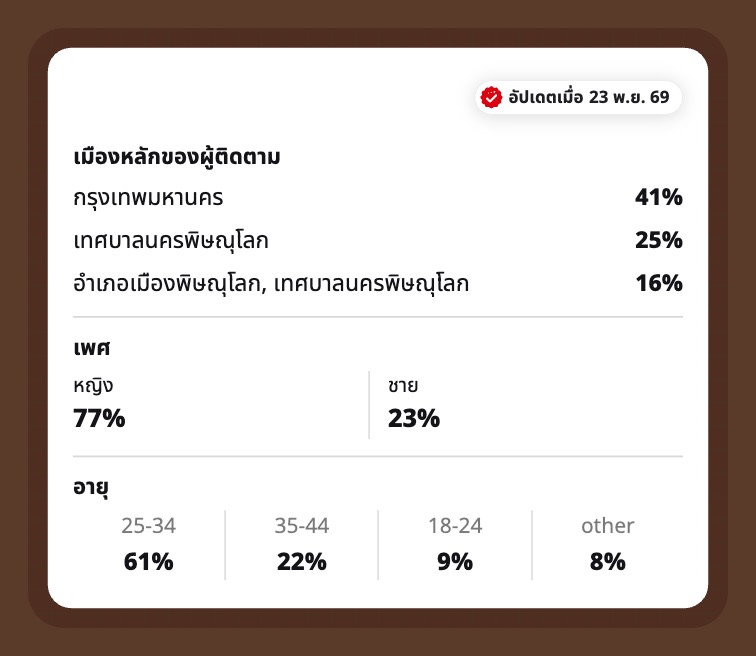 อัปเดตเมื่อ 23 พ.ย. 69
เมืองหลักของผู้ติดตาม
กรุงเทพมหานคร 41%
เทศบาลนครพิษณุโลก 25%
อำเภอเมืองพิษณุโลก, เทศบาลนครพิษณุโลก 16%
เพศ
หญิง ชาย
77% 23%
อายุ
25-34 35-44 18-24 other
61% 22% 9% 8%